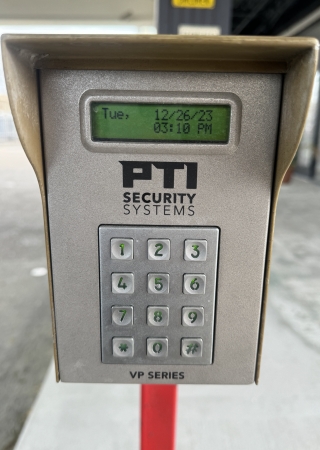 Tue, 12/26/23
03:10 PM
PTI
SECURITY
SYSTEMS
1 2 3
4 5 6
7 8 9
* 0 #
VP SERIES